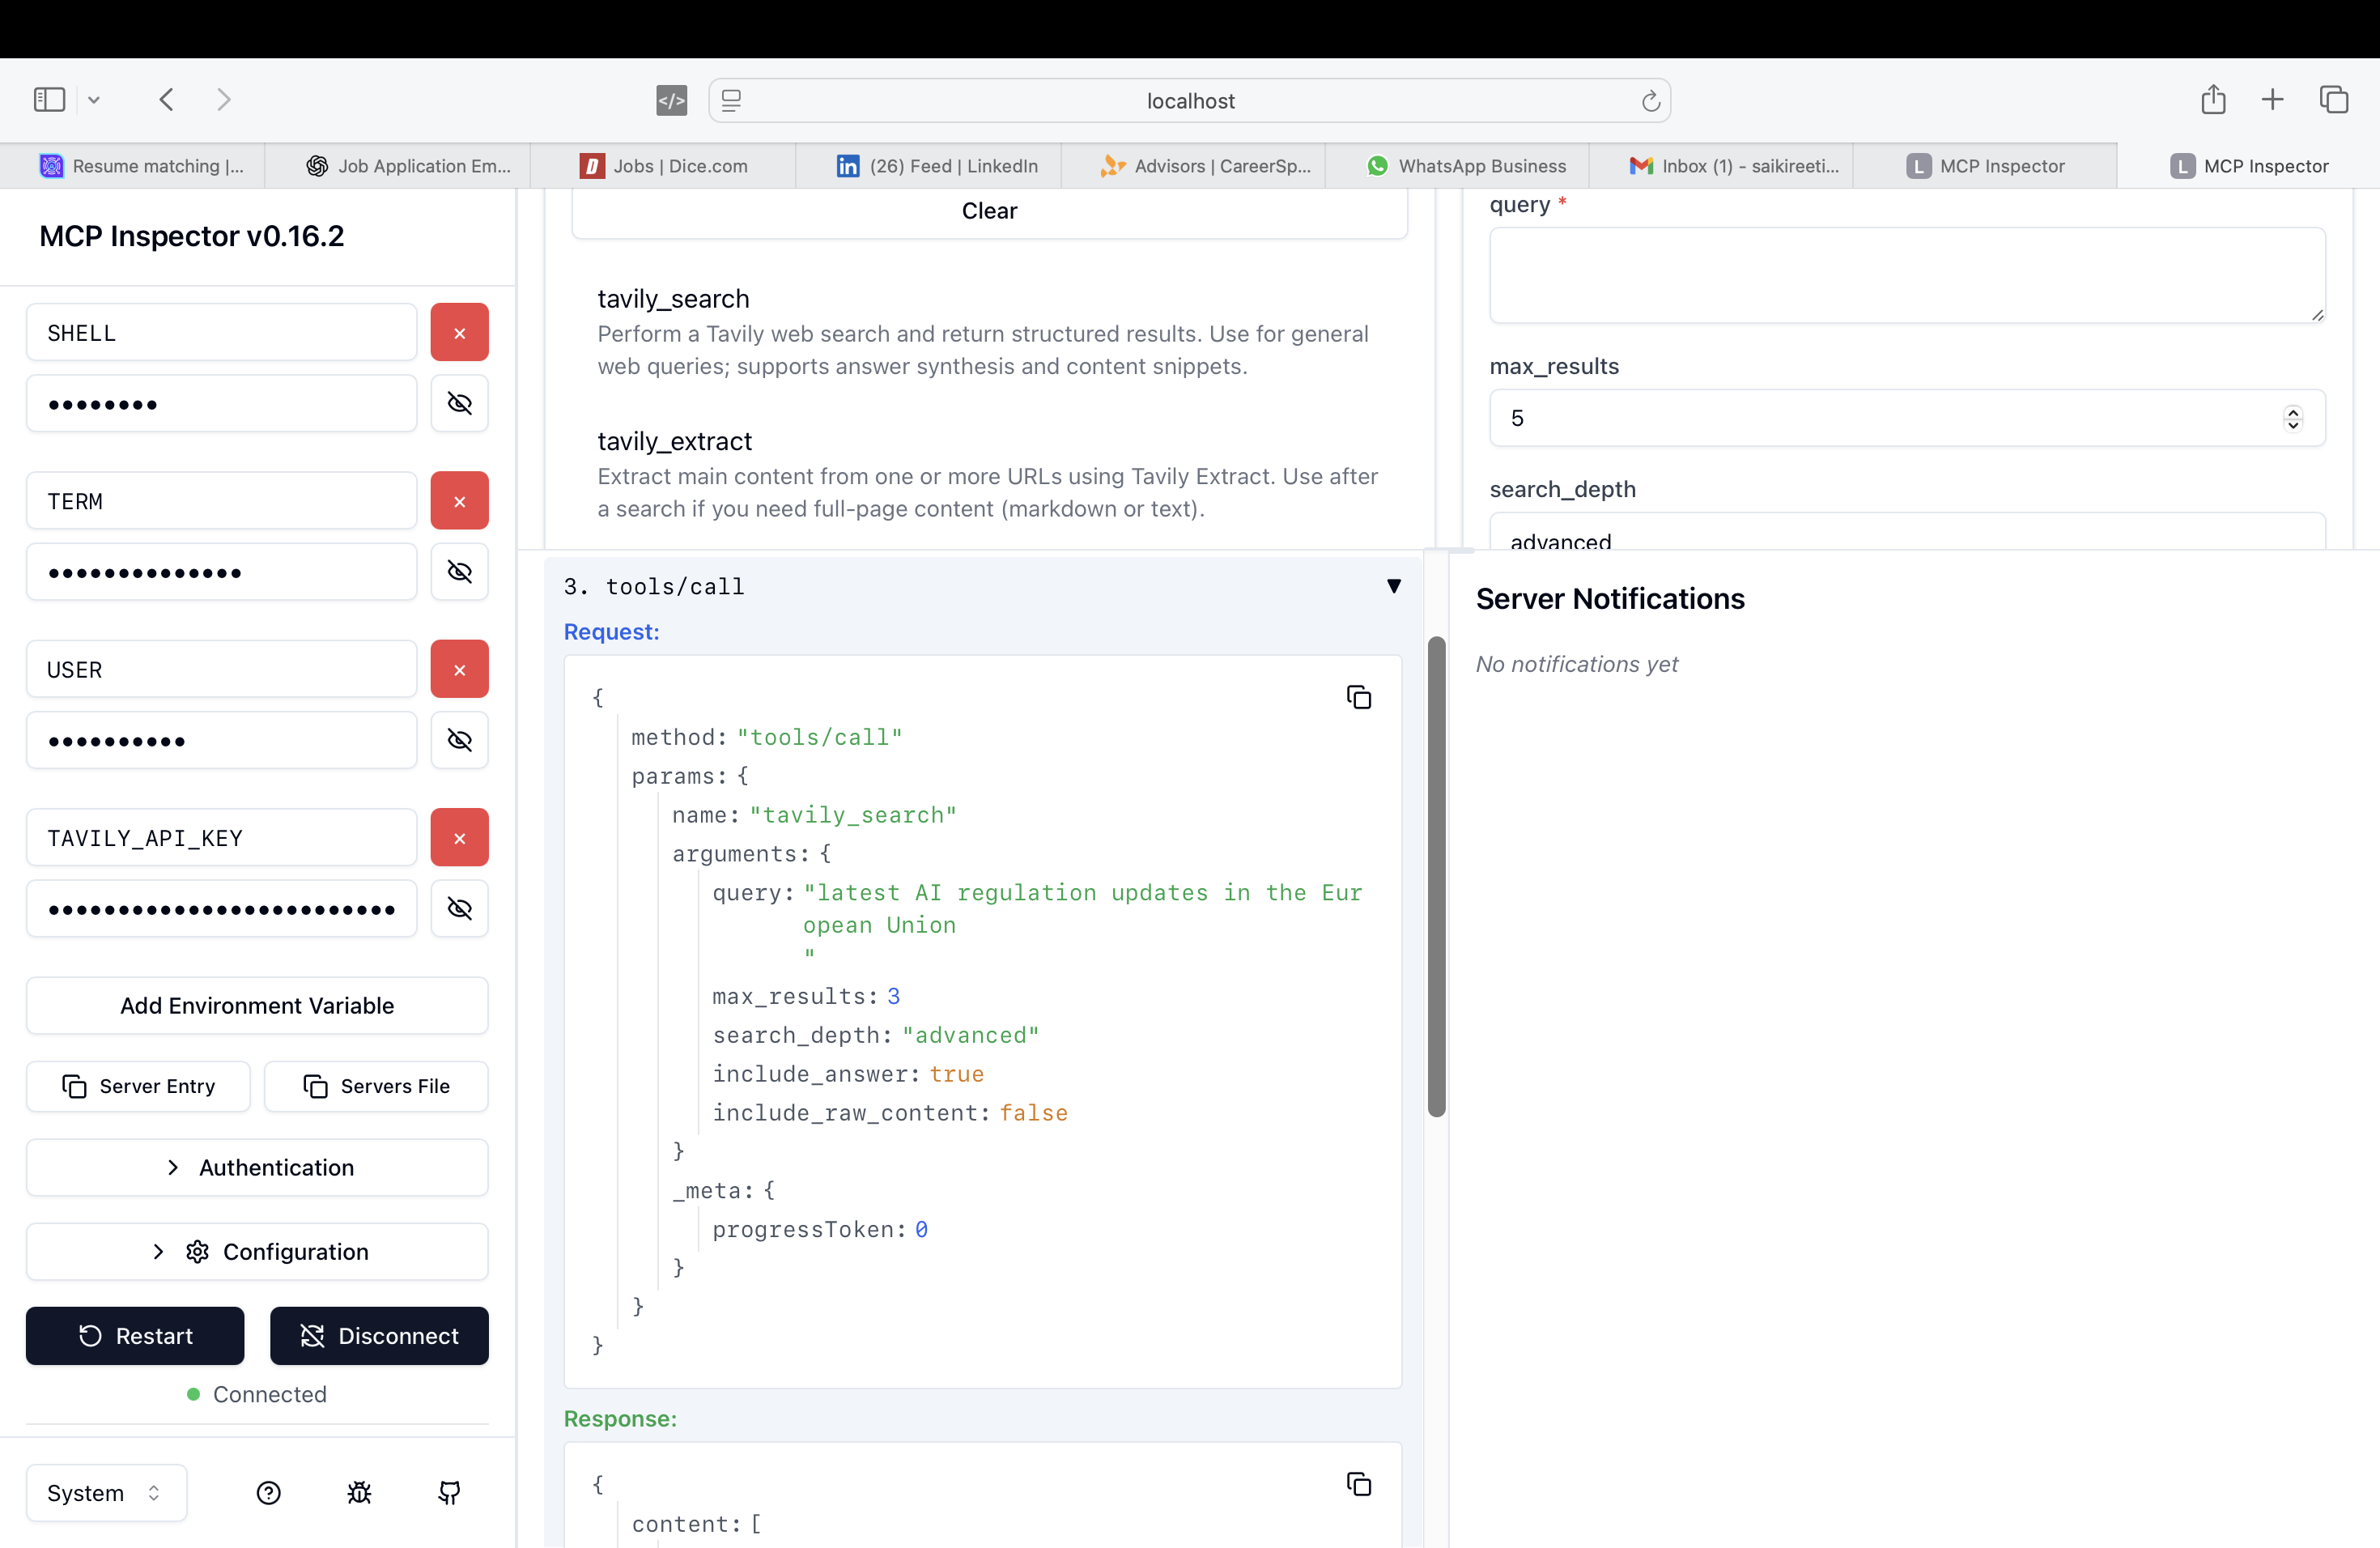 localhost
Resume matching |...
Job Application Em...
Jobs | Dice.com
(26) Feed | LinkedIn
Advisors | CareerSp...
WhatsApp Business
Inbox (1) - saikireeti...
L MCP Inspector
L MCP Inspector
MCP Inspector v0.16.2
SHELL
••••••••
TERM
••••••••••••••
USER
••••••••••
TAVILY_API_KEY
•••••••••••••••••••••••••
Add Environment Variable
Server Entry
Servers File
Authentication
Configuration
Restart
Disconnect
Connected
System
Clear
tavily_search
Perform a Tavily web search and return structured results. Use for general
web queries; supports answer synthesis and content snippets.
tavily_extract
Extract main content from one or more URLs using Tavily Extract. Use after
a search if you need full-page content (markdown or text).
query *
max_results
5
search_depth
advanced
3. tools/call
Request:
{
method: "tools/call"
params: {
name: "tavily_search"
arguments: {
query: "latest AI regulation updates in the Eur
opean Union
"
max_results: 3
search_depth: "advanced"
include_answer: true
include_raw_content: false
}
_meta: {
progressToken: 0
}
}
}
Response:
{
content: [
Server Notifications
No notifications yet